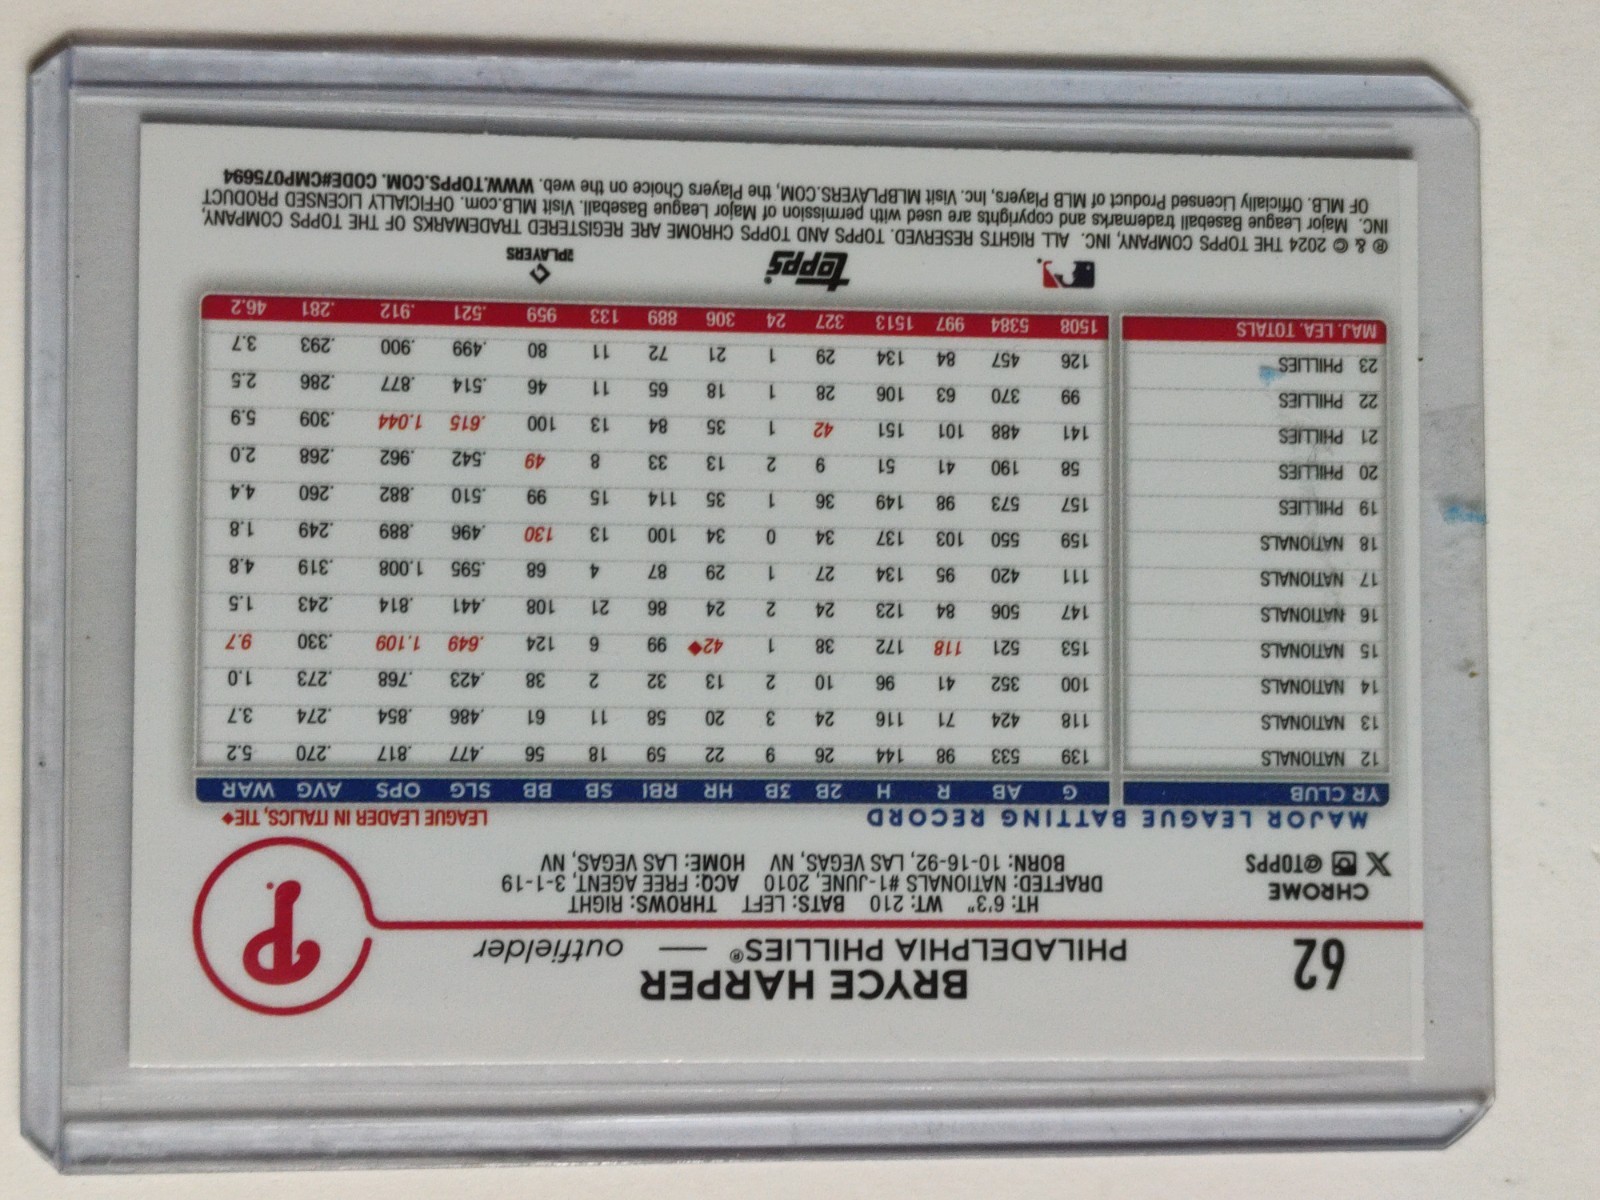 62
BRYCE HARPER
PHILADELPHIA PHILLIES® — outfielder
P
CHROME
@TOPPS
HT: 6'3" WT: 210 BATS: LEFT THROWS: RIGHT
DRAFTED: NATIONALS #1-JUNE, 2010 ACQ: FREE AGENT, 3-1-19
BORN: 10-16-92, LAS VEGAS, NV HOME: LAS VEGAS, NV
MAJOR LEAGUE BATTING RECORD LEAGUE LEADER IN ITALICS, TIE◆
YR CLUB G AB R H 2B 3B HR RBI SB BB SLG OPS AVG WAR
12 NATIONALS 139 533 98 144 26 9 22 59 18 56 .477 .817 .270 5.2
13 NATIONALS 118 424 71 116 24 3 20 58 11 61 .486 .854 .274 3.7
14 NATIONALS 100 352 41 96 10 2 13 32 2 38 .423 .768 .273 1.0
15 NATIONALS 153 521 118 172 38 1 42◆ 99 6 124 .649 1.109 .330 9.7
16 NATIONALS 147 506 84 123 24 2 24 86 21 108 .441 .814 .243 1.5
17 NATIONALS 111 420 95 134 27 1 29 87 4 68 .595 1.008 .319 4.8
18 NATIONALS 159 550 103 137 34 0 34 100 13 130 .496 .889 .249 1.8
19 PHILLIES 157 573 98 149 36 1 35 114 15 99 .510 .882 .260 4.4
20 PHILLIES 58 190 41 51 9 2 13 33 8 49 .542 .962 .268 2.0
21 PHILLIES 141 488 101 151 42 1 35 84 13 100 .615 1.044 .309 5.9
22 PHILLIES 99 370 63 106 28 1 18 65 11 46 .514 .877 .286 2.5
23 PHILLIES 126 457 84 134 29 1 21 72 11 80 .499 .900 .293 3.7
MAJ. LEA. TOTALS 1508 5384 997 1513 327 24 306 889 133 959 .521 .912 .281 46.2
topps
PLAYERS
® & © 2024 THE TOPPS COMPANY, INC. ALL RIGHTS RESERVED. TOPPS AND TOPPS CHROME ARE REGISTERED TRADEMARKS OF THE TOPPS COMPANY,
INC. Major League Baseball trademarks and copyrights are used with permission of Major League Baseball. Visit MLB.com. OFFICIALLY LICENSED PRODUCT
OF MLB. Officially Licensed Product of MLB Players, Inc. Visit MLBPLAYERS.COM, the Players Choice on the web. WWW.TOPPS.COM. CODE#CMP075694